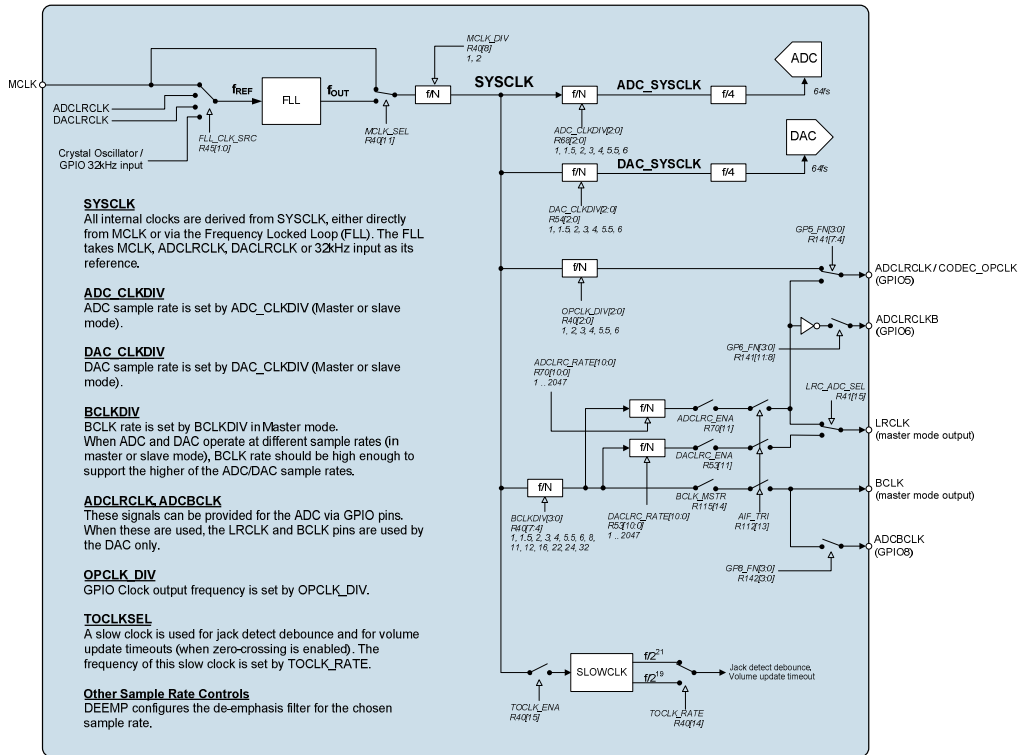 MCLK
ADCLRCLK
DACLRCLK
Crystal Oscillator /
GPIO 32kHz input
FLL_CLK_SRC
R45[1:0]
fREF
FLL
fOUT
MCLK_SEL
R40[11]
MCLK_DIV
R40[8]
1, 2
f/N
SYSCLK
f/N
ADC_SYSCLK
f/4
ADC
64fs
ADC_CLKDIV[2:0]
R68[2:0]
1, 1.5, 2, 3, 4, 5.5, 6
f/N
DAC_SYSCLK
f/4
DAC
64fs
DAC_CLKDIV[2:0]
R54[2:0]
1, 1.5, 2, 3, 4, 5.5, 6
SYSCLK
All internal clocks are derived from SYSCLK, either directly
from MCLK or via the Frequency Locked Loop (FLL). The FLL
takes MCLK, ADCLRCLK, DACLRCLK or 32kHz input as its
reference.
ADC_CLKDIV
ADC sample rate is set by ADC_CLKDIV (Master or slave
mode).
DAC_CLKDIV
DAC sample rate is set by DAC_CLKDIV (Master or slave
mode).
BCLKDIV
BCLK rate is set by BCLKDIV in Master mode.
When ADC and DAC operate at different sample rates (in
master or slave mode), BCLK rate should be high enough to
support the higher of the ADC/DAC sample rates.
ADCLRCLK, ADCBCLK
These signals can be provided for the ADC via GPIO pins.
When these are used, the LRCLK and BCLK pins are used by
the DAC only.
OPCLK_DIV
GPIO Clock output frequency is set by OPCLK_DIV.
TOCLKSEL
A slow clock is used for jack detect debounce and for volume
update timeouts (when zero-crossing is enabled). The
frequency of this slow clock is set by TOCLK_RATE.
Other Sample Rate Controls
DEEMP configures the de-emphasis filter for the chosen
sample rate.
f/N
OPCLK_DIV[2:0]
R40[2:0]
1, 2, 3, 4, 5.5, 6
GP5_FN[3:0]
R141[7:4]
ADCLRCLK / CODEC_OPCLK
(GPIO5)
ADCLRCLKB
(GPIO6)
GP6_FN[3:0]
R141[11:8]
ADCLRC_RATE[10:0]
R70[10:0]
1 .. 2047
f/N
ADCLRC_ENA
R70[11]
LRC_ADC_SEL
R41[15]
LRCLK
(master mode output)
f/N
DACLRC_ENA
R53[11]
f/N
BCLK_MSTR
R115[14]
BCLK
(master mode output)
BCLKDIV[3:0]
R40[7:4]
1, 1.5, 2, 3, 4, 5.5, 6, 8,
11, 12, 16, 22, 24, 32
DACLRC_RATE[10:0]
R53[10:0]
1 .. 2047
AIF_TRI
R112[13]
ADCBCLK
(GPIO8)
GP8_FN[3:0]
R142[3:0]
SLOWCLK
f/2^21
f/2^19
Jack detect debounce,
Volume update timeout
TOCLK_ENA
R40[15]
TOCLK_RATE
R40[14]